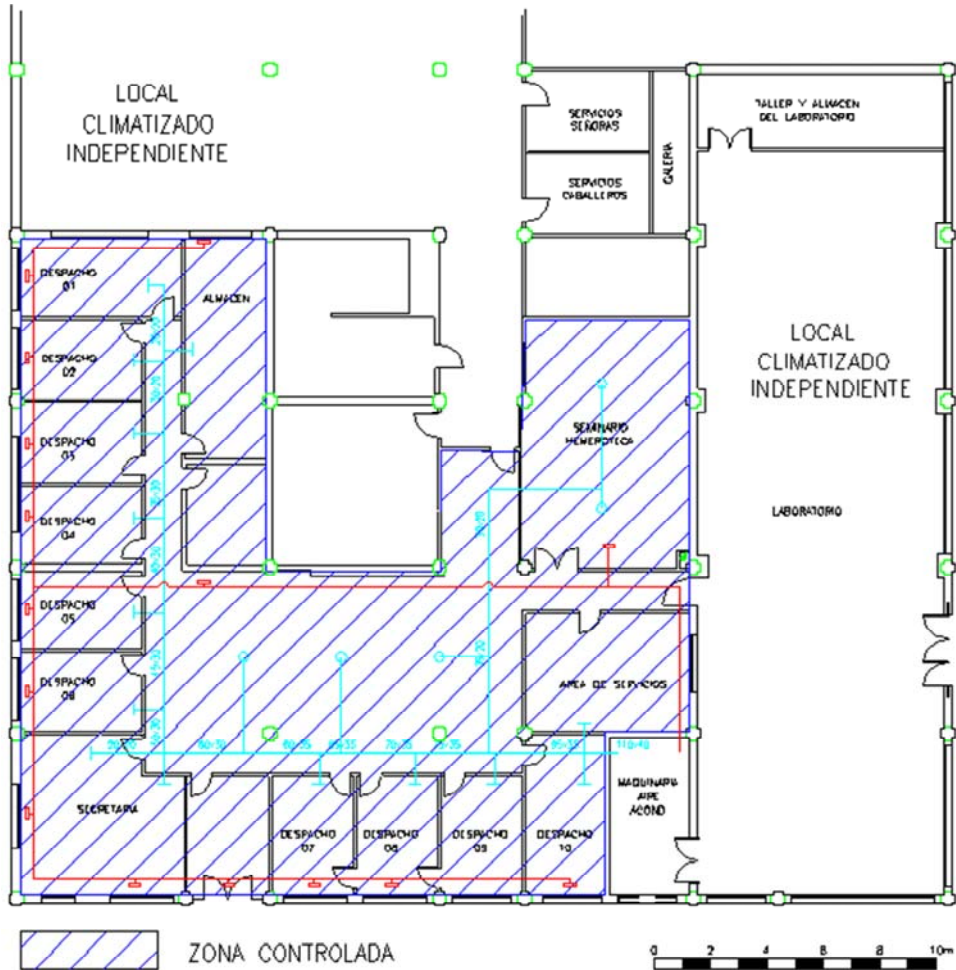 LOCAL
CLIMATIZADO
INDEPENDIENTE
SERVICIOS
SEÑORAS
SERVICIOS
CABALLEROS
GALERIA
TALLER Y ALMACEN
DEL LABORATORIO
DESPACHO
01
ALMACEN
DESPACHO
02
DESPACHO
03
DESPACHO
04
DESPACHO
05
DESPACHO
06
SEMINARIO
HEMEROTECA
LOCAL
CLIMATIZADO
INDEPENDIENTE
LABORATORIO
AREA DE SERVICIOS
SECRETARIA
DESPACHO
07
DESPACHO
08
DESPACHO
09
DESPACHO
10
MAQUINARIA
AIRE
ACOND
110×40
ZONA CONTROLADA
0 2 4 6 8 10m